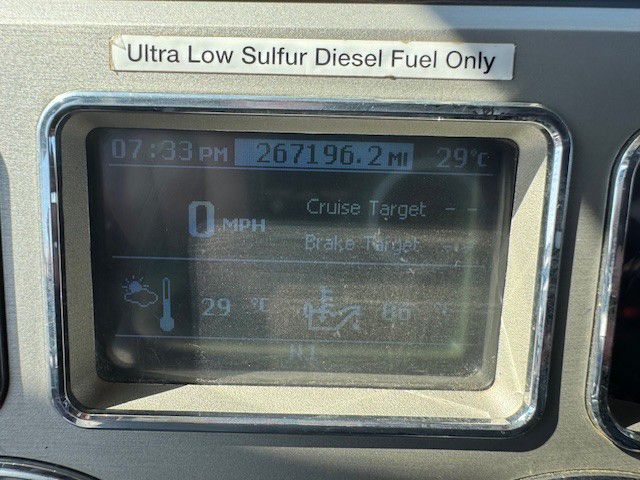 Ultra Low Sulfur Diesel Fuel Only
07:33 PM 267196.2 MI 29°C
0 MPH Cruise Target - -
Brake Target - -
29 °C